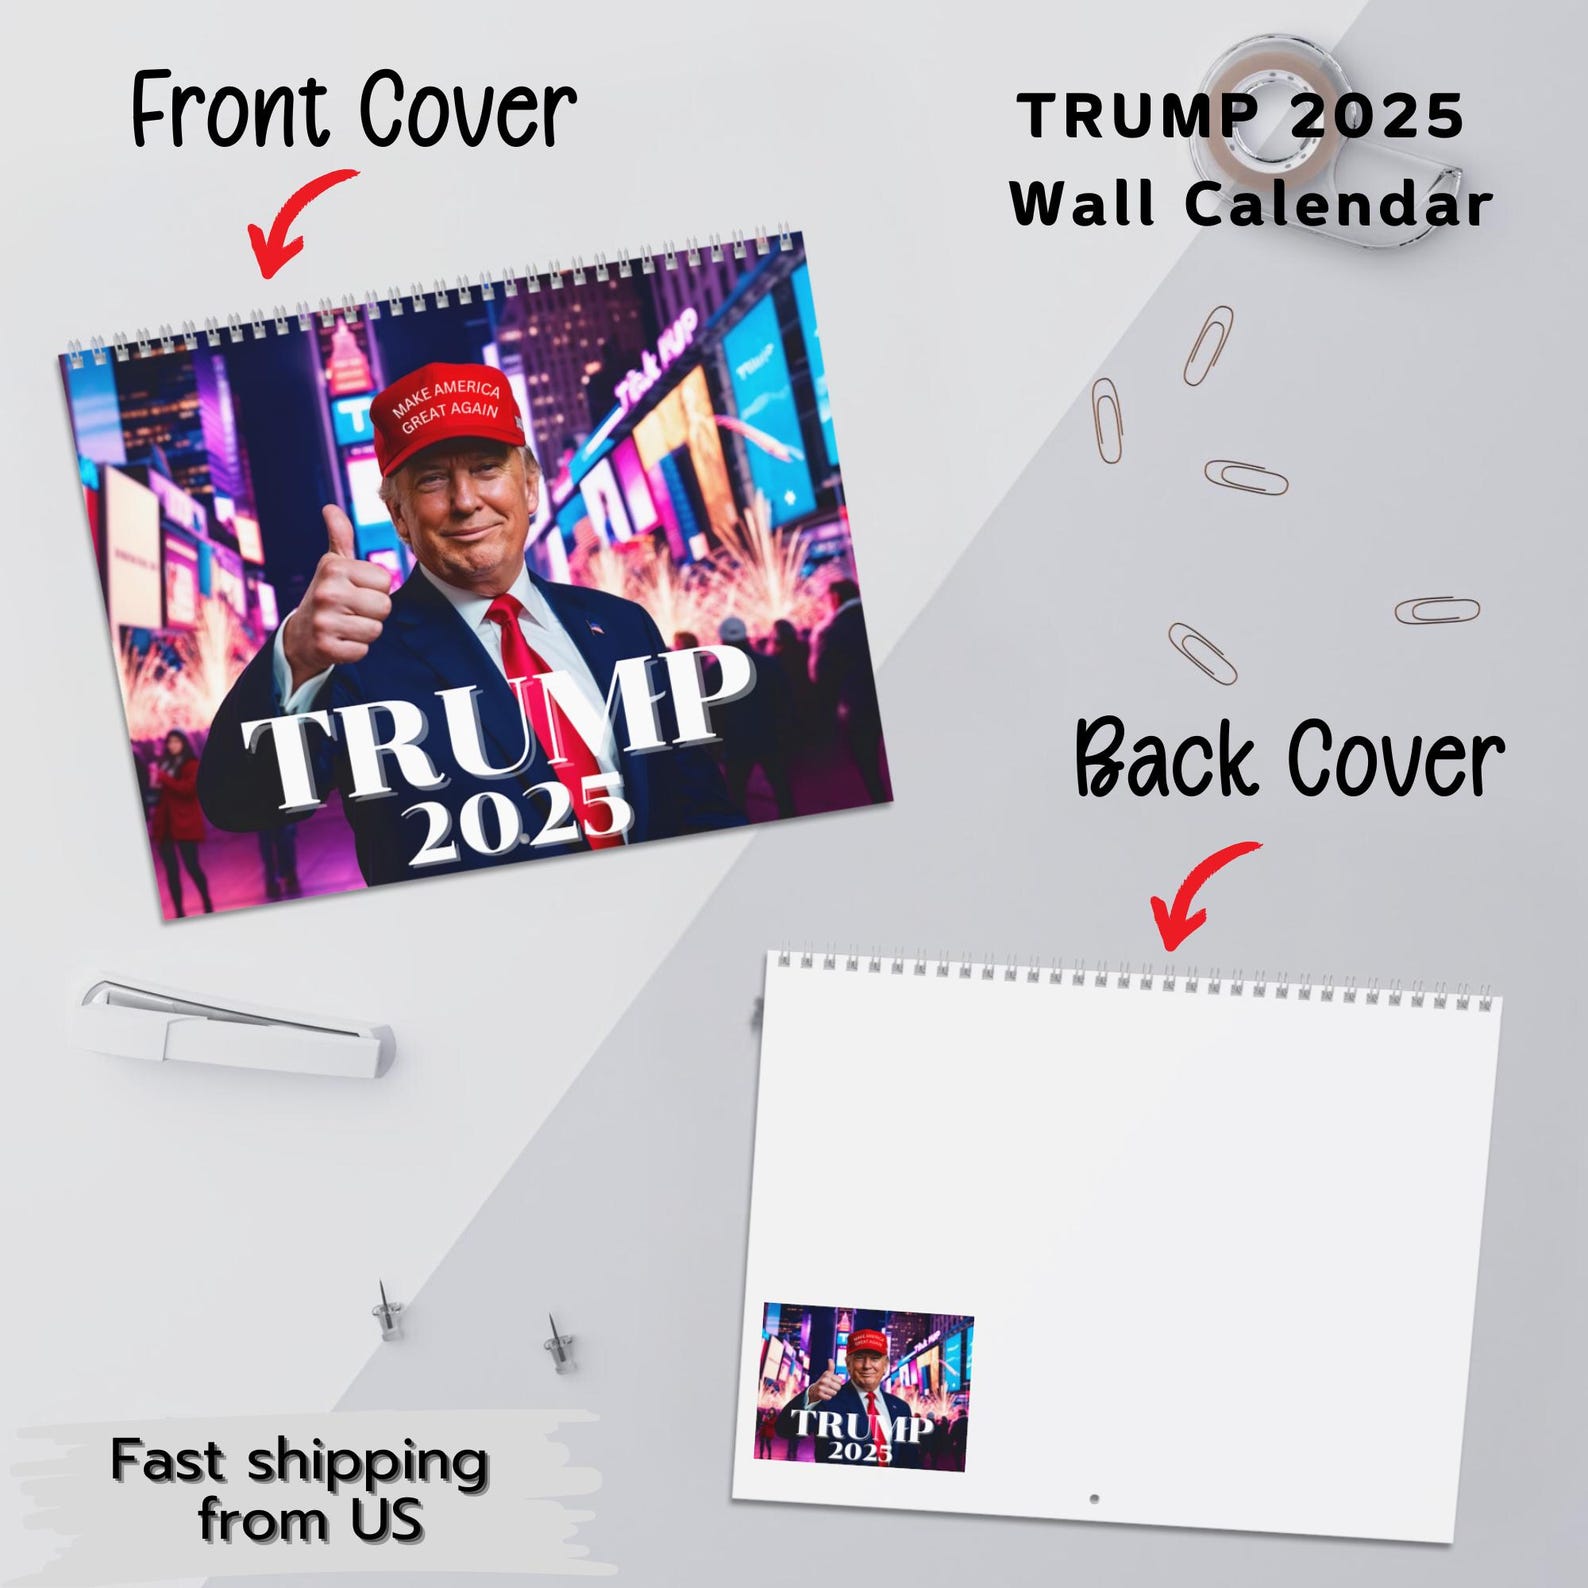 Front Cover
TRUMP 2025
Wall Calendar
MAKE AMERICA
GREAT AGAIN
TRUMP
2025
Back Cover
MAKE AMERICA
GREAT AGAIN
TRUMP
2025
Fast shipping
from US